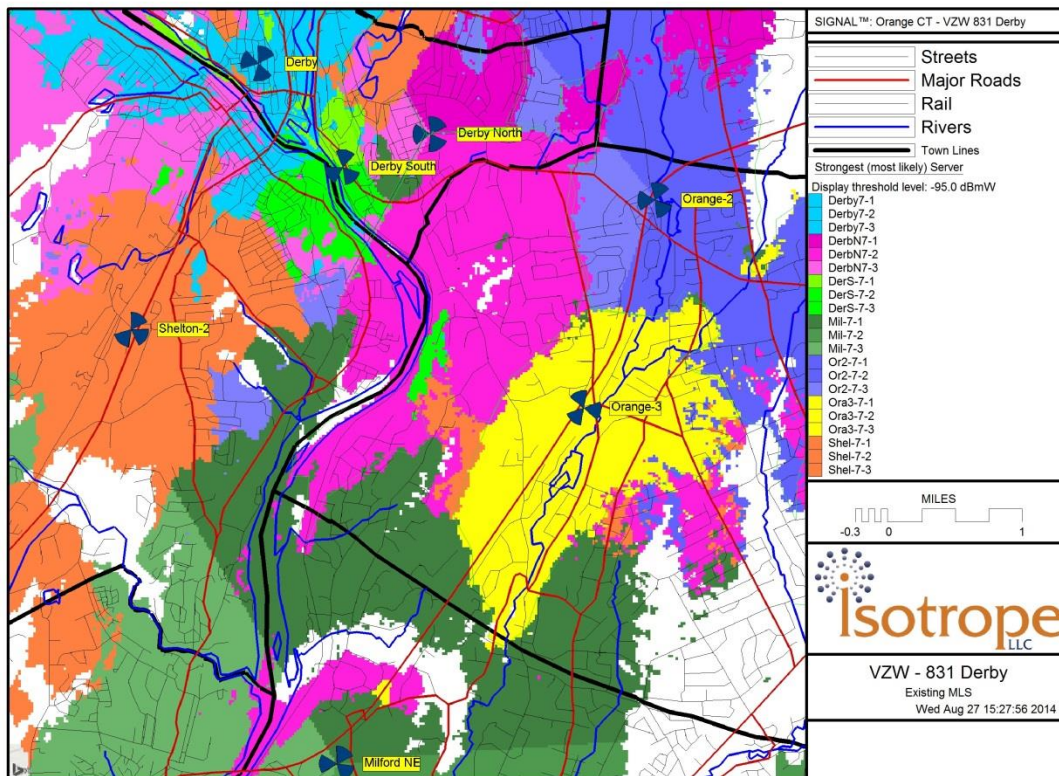 SIGNAL™: Orange CT - VZW 831 Derby
Streets
Major Roads
Rail
Rivers
Town Lines
Strongest (most likely) Server
Display threshold level: -95.0 dBmW
Derby7-1
Derby7-2
Derby7-3
DerbN7-1
DerbN7-2
DerbN7-3
DerS-7-1
DerS-7-2
DerS-7-3
Mil-7-1
Mil-7-2
Mil-7-3
Or2-7-1
Or2-7-2
Or2-7-3
Ora3-7-1
Ora3-7-2
Ora3-7-3
Shel-7-1
Shel-7-2
Shel-7-3
MILES
-0.3 0 1
Isotrope
LLC
VZW - 831 Derby
Existing MLS
Wed Aug 27 15:27:56 2014
Derby
Derby North
Derby South
Orange-2
Shelton-2
Orange-3
Milford NE